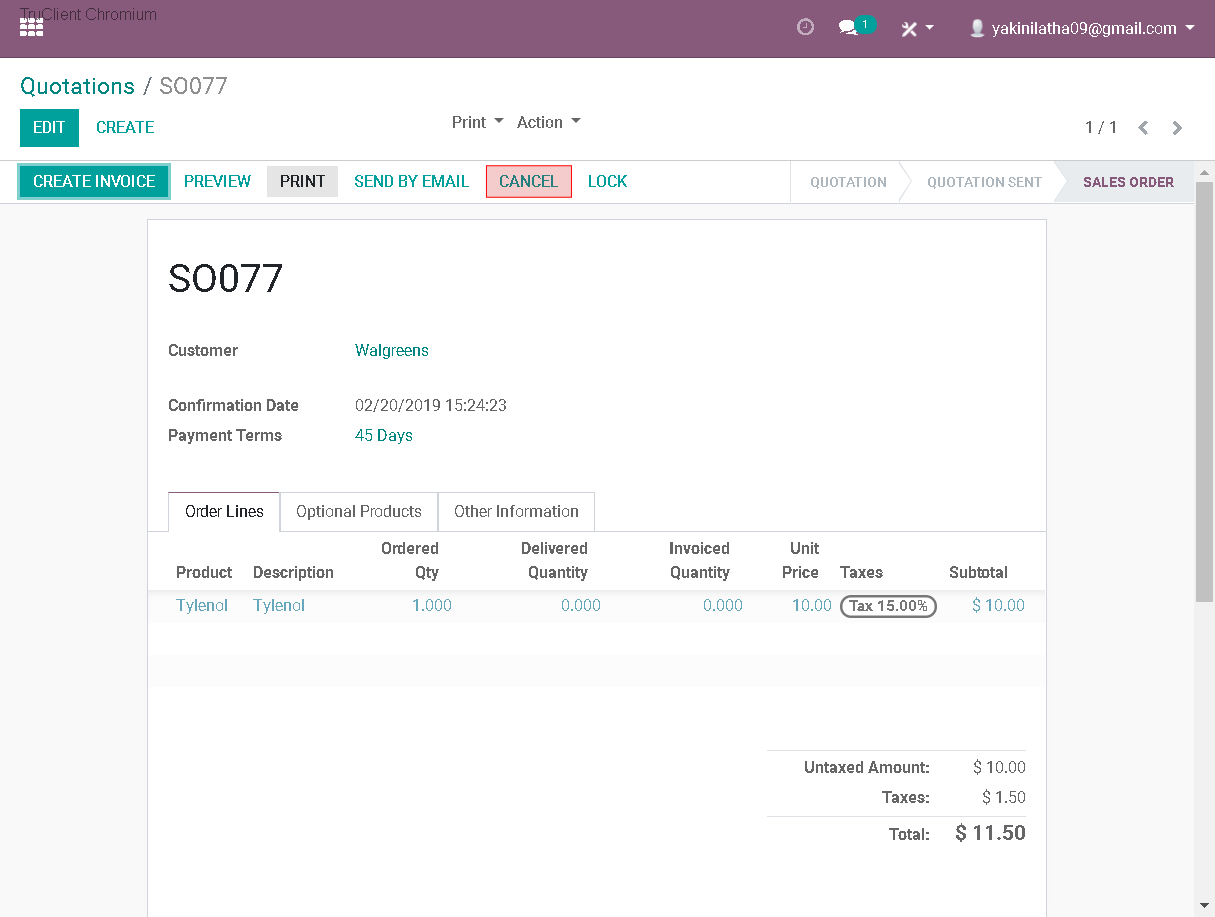 TruClient Chromium
1
yakinilatha09@gmail.com
Quotations / SO077
EDIT CREATE Print Action 1 / 1
CREATE INVOICE PREVIEW PRINT SEND BY EMAIL CANCEL LOCK QUOTATION QUOTATION SENT SALES ORDER
SO077
Customer Walgreens
Confirmation Date 02/20/2019 15:24:23
Payment Terms 45 Days
Order Lines Optional Products Other Information
Ordered Delivered Invoiced Unit
Product Description Qty Quantity Quantity Price Taxes Subtotal
Tylenol Tylenol 1.000 0.000 0.000 10.00 Tax 15.00% $ 10.00
Untaxed Amount: $ 10.00
Taxes: $ 1.50
Total: $ 11.50